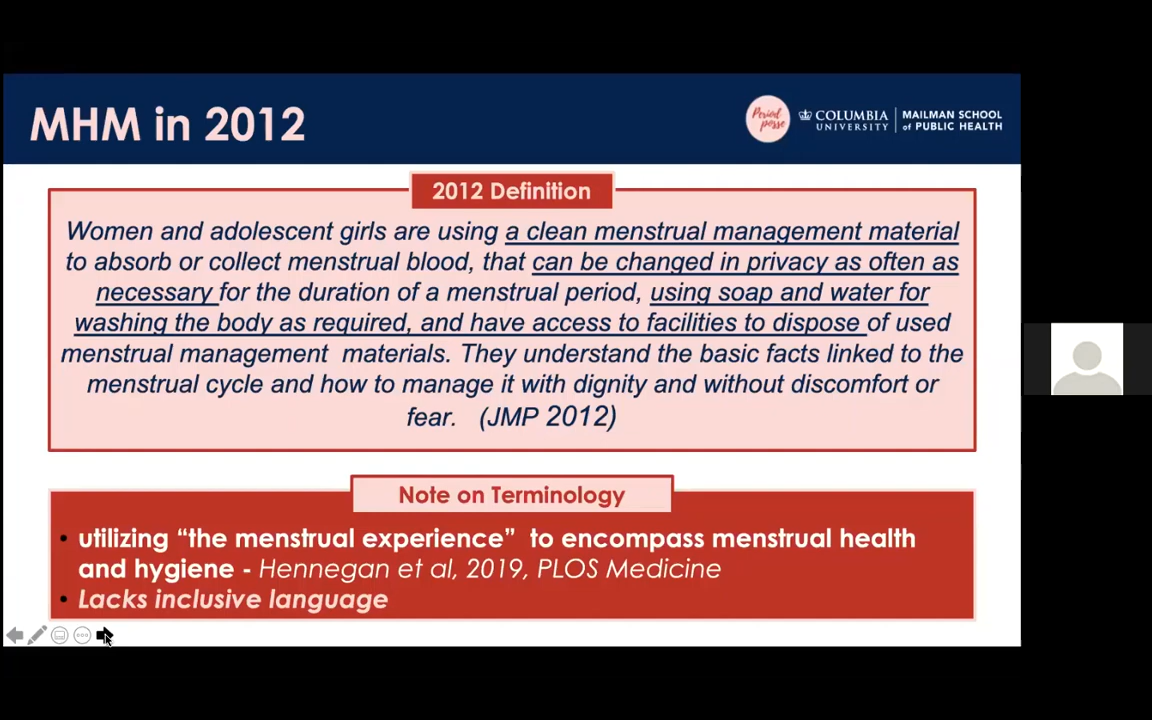 MHM in 2012
Period posse
COLUMBIA UNIVERSITY
MAILMAN SCHOOL of PUBLIC HEALTH
2012 Definition
Women and adolescent girls are using a clean menstrual management material
to absorb or collect menstrual blood, that can be changed in privacy as often as
necessary for the duration of a menstrual period, using soap and water for
washing the body as required, and have access to facilities to dispose of used
menstrual management materials. They understand the basic facts linked to the
menstrual cycle and how to manage it with dignity and without discomfort or
fear. (JMP 2012)
Note on Terminology
• utilizing “the menstrual experience” to encompass menstrual health
and hygiene - Hennegan et al, 2019, PLOS Medicine
• Lacks inclusive language